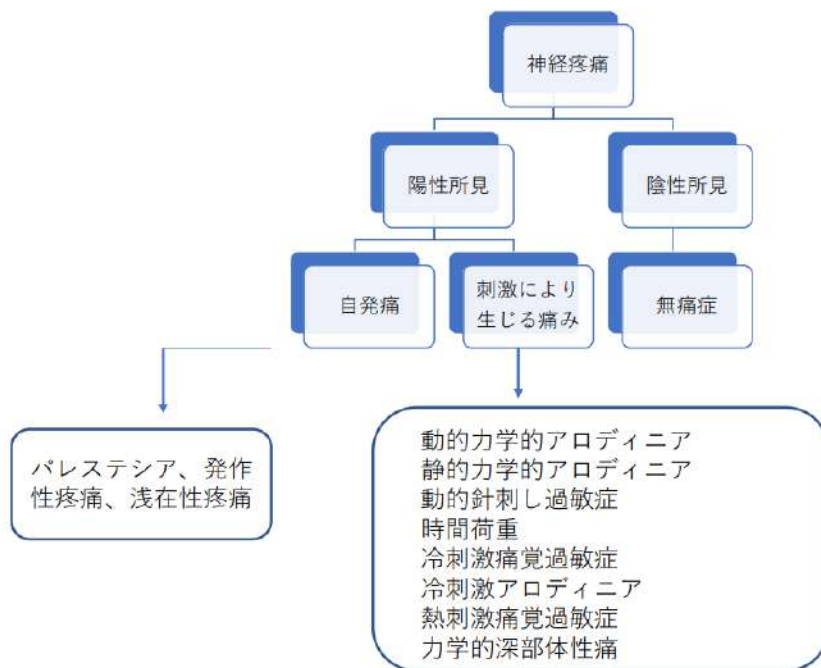 神経疼痛
陽性所見
陰性所見
自発痛
刺激により
生じる痛み
無痛症
パレステシア、発作
性疼痛、浅在性疼痛
動的力学的アロディニア
静的力学的アロディニア
動的針刺し過敏症
時間荷重
冷刺激痛覚過敏症
冷刺激アロディニア
熱刺激痛覚過敏症
力学的深部体性痛